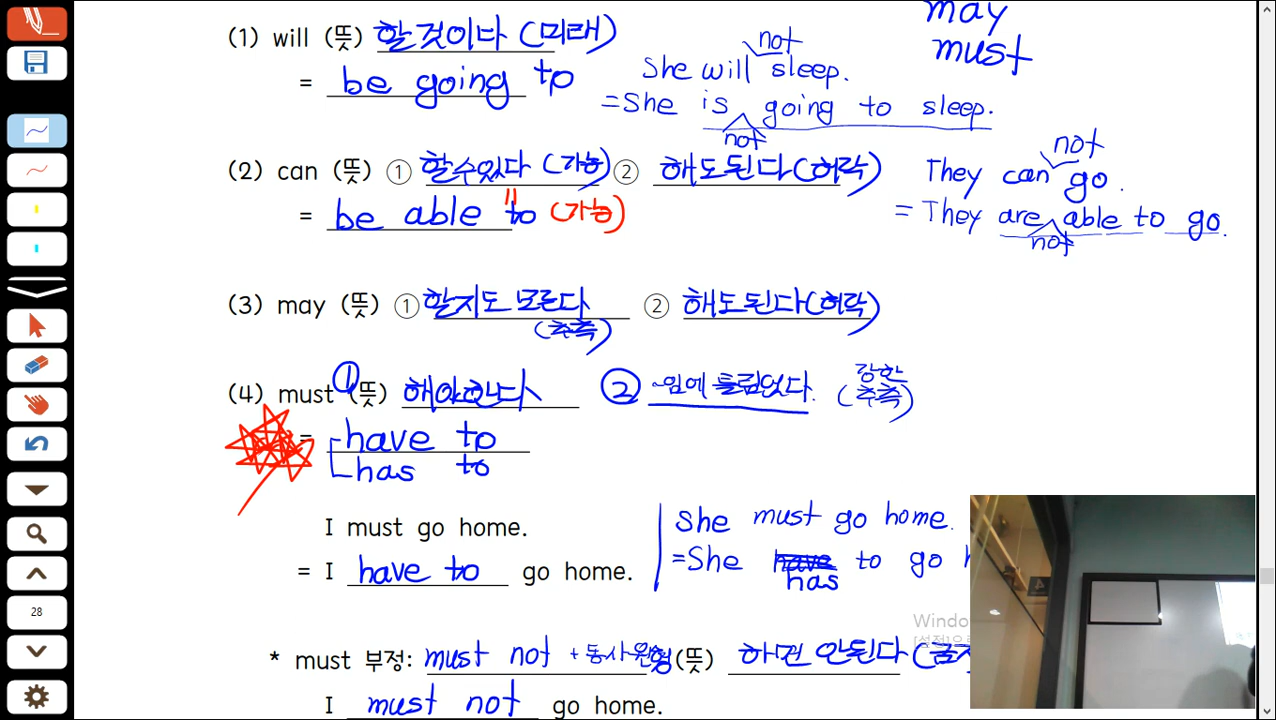 may
must
(1) will (뜻) 할 것이다 (미래)
= be going to
not
She will sleep.
= She is going to sleep.
not
(2) can (뜻) ① 할 수 있다 (가능) ② 해도 된다 (허락)
= be able to (가능)
not
They can go.
= They are able to go.
not
(3) may (뜻) ① 할지도 모른다 ② 해도 된다 (허락)
(추측)
(4) must (뜻) ① 해야 한다 ② ~임에 틀림없다. (강한 추측)
= have to
has to
I must go home.
= I have to go home.
She must go home.
= She have to go h
has
Windo
* must 부정: must not + 동사원형 (뜻) 하면 안된다 (금지
I must not go home.
28